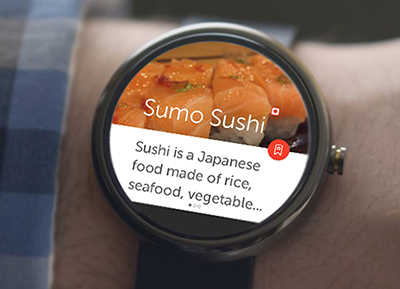 Sumo Sushi
Sushi is a Japanese
food made of rice,
seafood, vegetable...